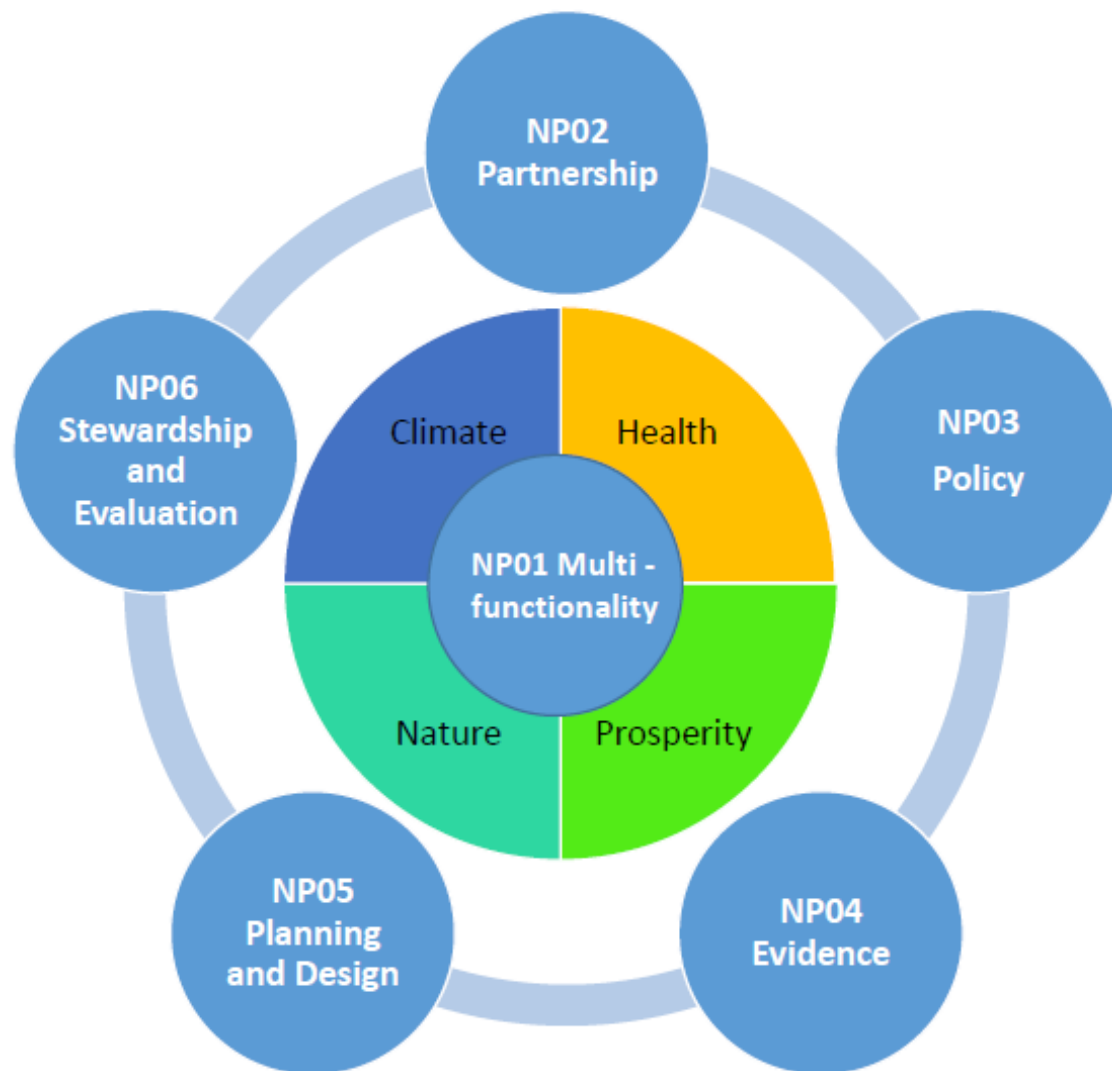 NP02
Partnership
NP03
Policy
NP04
Evidence
NP05
Planning
and Design
NP06
Stewardship
and
Evaluation
Climate
Health
NP01 Multi -
functionality
Nature
Prosperity